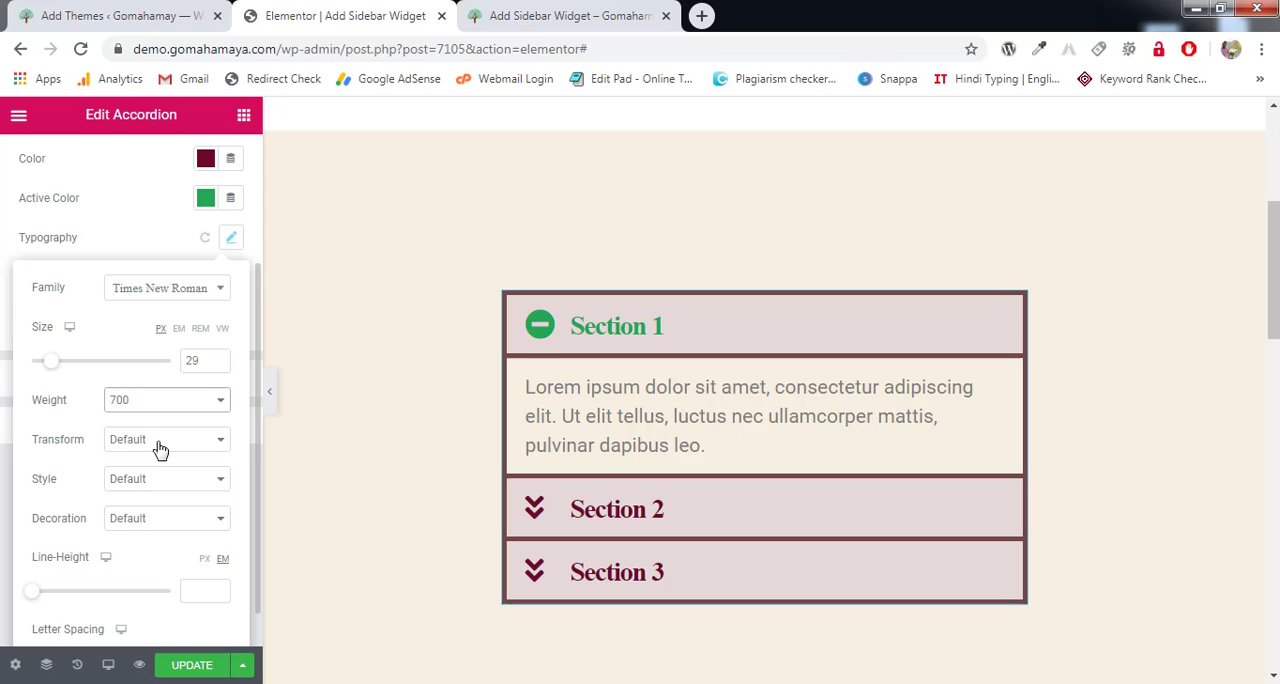 Add Themes ‹ Gomahamay — W
Elementor | Add Sidebar Widget
Add Sidebar Widget – Gomaham
demo.gomahamaya.com/wp-admin/post.php?post=7105&action=elementor#
Apps
Analytics
Gmail
Redirect Check
Google AdSense
Webmail Login
Edit Pad - Online T...
Plagiarism checker...
Snappa
Hindi Typing | Engli...
Keyword Rank Chec...
»
Edit Accordion
Color
Active Color
Typography
Family
Times New Roman
Size
PX EM REM VW
29
Weight
700
Transform
Default
Style
Default
Decoration
Default
Line-Height
PX EM
Letter Spacing
UPDATE
Section 1
Lorem ipsum dolor sit amet, consectetur adipiscing
elit. Ut elit tellus, luctus nec ullamcorper mattis,
pulvinar dapibus leo.
Section 2
Section 3